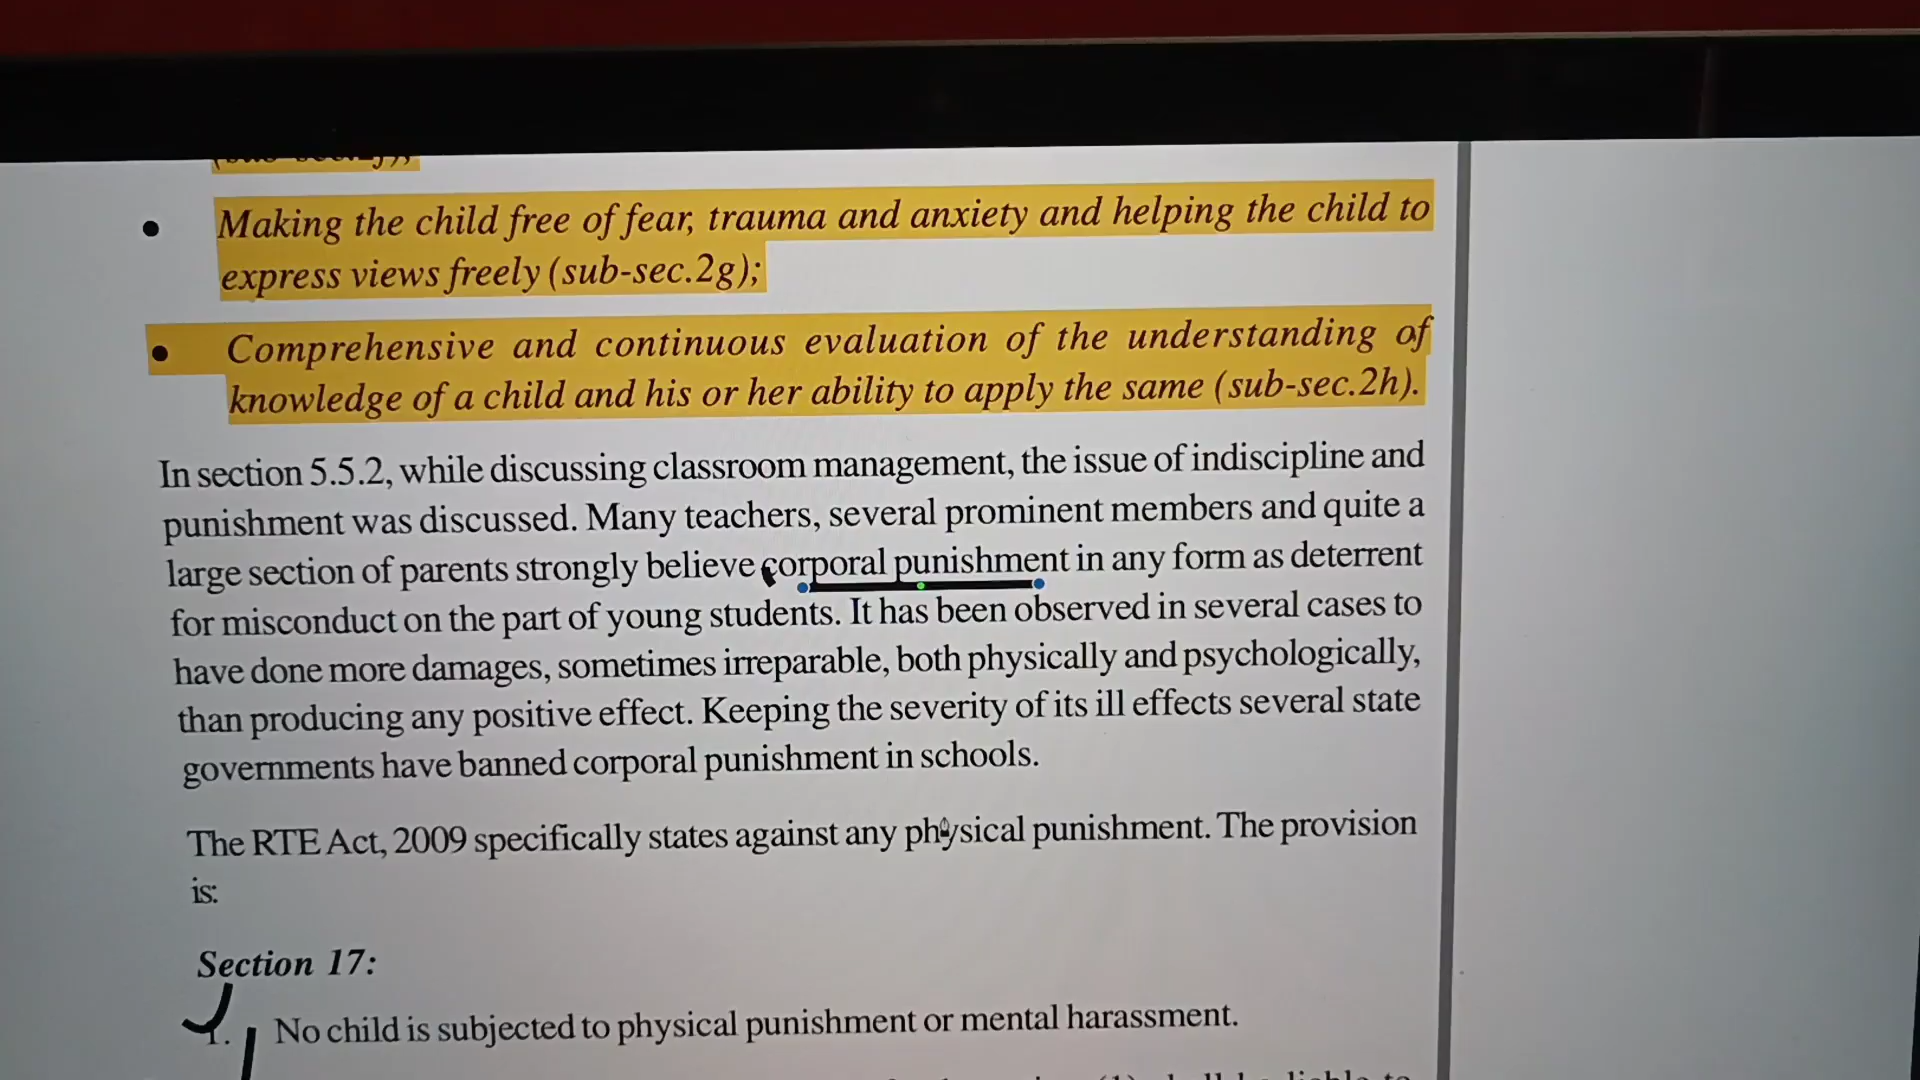 • Making the child free of fear, trauma and anxiety and helping the child to
express views freely (sub-sec.2g);
• Comprehensive and continuous evaluation of the understanding of
knowledge of a child and his or her ability to apply the same (sub-sec.2h).
In section 5.5.2, while discussing classroom management, the issue of indiscipline and
punishment was discussed. Many teachers, several prominent members and quite a
large section of parents strongly believe corporal punishment in any form as deterrent
for misconduct on the part of young students. It has been observed in several cases to
have done more damages, sometimes irreparable, both physically and psychologically,
than producing any positive effect. Keeping the severity of its ill effects several state
governments have banned corporal punishment in schools.
The RTE Act, 2009 specifically states against any physical punishment. The provision
is:
Section 17:
1. No child is subjected to physical punishment or mental harassment.